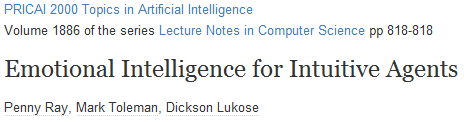 PRICAI 2000 Topics in Artificial Intelligence
Volume 1886 of the series Lecture Notes in Computer Science pp 818-818
Emotional Intelligence for Intuitive Agents
Penny Ray, Mark Toleman, Dickson Lukose